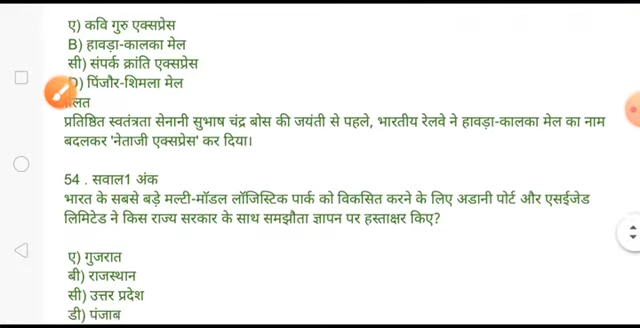 ए) कवि गुरु एक्सप्रेस
B) हावड़ा-कालका मेल
सी) संपर्क क्रांति एक्सप्रेस
D) पिंजौर-शिमला मेल
प्रतिष्ठित स्वतंत्रता सेनानी सुभाष चंद्र बोस की जयंती से पहले, भारतीय रेलवे ने हावड़ा-कालका मेल का नाम
बदलकर 'नेताजी एक्सप्रेस' कर दिया।
54 . सवाल1 अंक
भारत के सबसे बड़े मल्टी-मॉडल लॉजिस्टिक पार्क को विकसित करने के लिए अडानी पोर्ट और एसईजेड
लिमिटेड ने किस राज्य सरकार के साथ समझौता ज्ञापन पर हस्ताक्षर किए?
ए) गुजरात
बी) राजस्थान
सी) उत्तर प्रदेश
डी) पंजाब